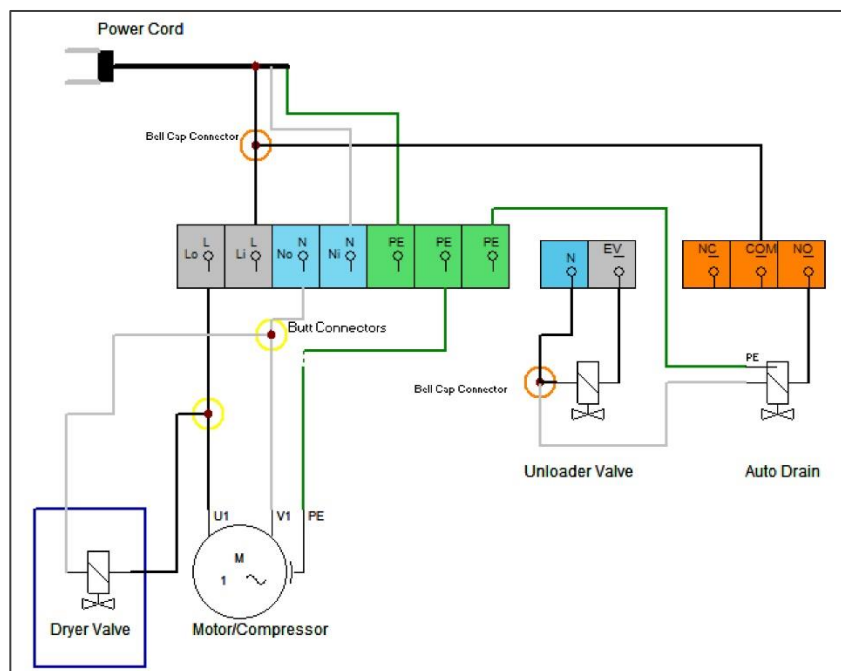 Power Cord
Bell Cap Connector
L L N N PE PE PE
Lo Li No Ni
N EV
NC COM NO
Butt Connectors
PE
Bell Cap Connector
Unloader Valve Auto Drain
U1 V1 PE
M
1
Dryer Valve Motor/Compressor